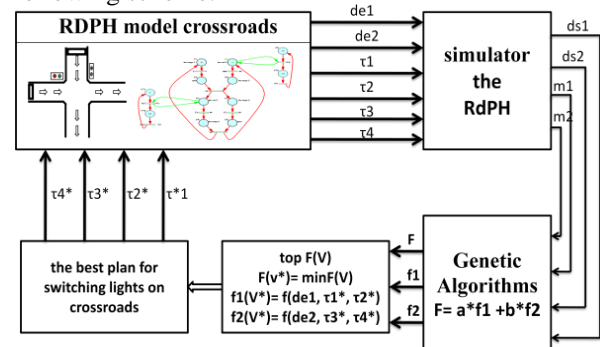 RDPH model crossroads
de1
de2
τ1
τ2
τ3
τ4
simulator
the
RdPH
ds1
ds2
m1
m2
τ4*
τ3*
τ2*
τ*1
the best plan for
switching lights on
crossroads
top F(V)
F(v*)= minF(V)
f1(V*)= f(de1, τ1*, τ2*)
f2(V*)= f(de2, τ3*, τ4*)
F
f1
f2
Genetic
Algorithms
F= a*f1 +b*f2